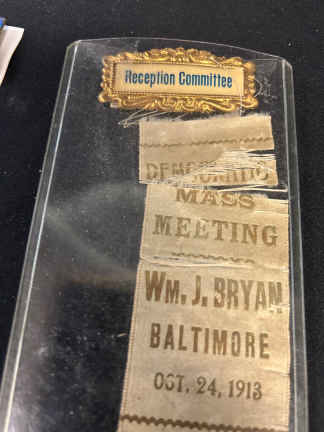 Reception Committee
DEMOCRATIC
MASS
MEETING
WM. J. BRYAN
BALTIMORE
OCT. 24, 1913